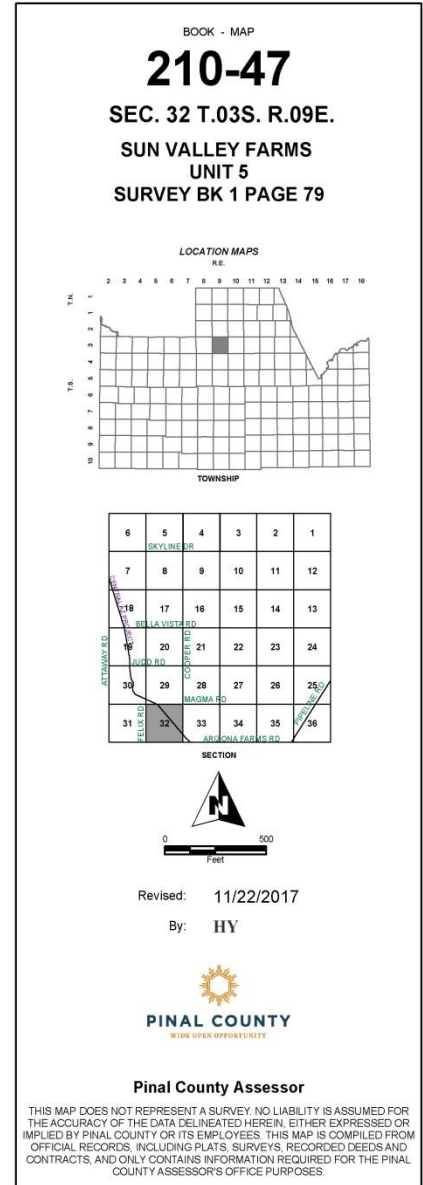 BOOK - MAP
210-47
SEC. 32 T.03S. R.09E.
SUN VALLEY FARMS
UNIT 5
SURVEY BK 1 PAGE 79
LOCATION MAPS
R.E.
2 3 4 5 6 7 8 9 10 11 12 13 14 15 16 17 18
T.N.
1
1
2
3
4
T.S.
5
6
7
8
9
10
TOWNSHIP
6 5 4 3 2 1
SKYLINE DR
7 8 9 10 11 12
CENTRAL AZ PROJECT
18 17 16 15 14 13
BELLA VISTA RD
ATTAWAY RD
19 20 21 22 23 24
JUDD RD
COOPER RD
30 29 28 27 26 25
MAGMA RD
PIPELINE RD
31 32 33 34 35 36
FELIX RD
ARIZONA FARMS RD
SECTION
N
0 500
Feet
Revised: 11/22/2017
By: HY
PINAL COUNTY
WIDE OPEN OPPORTUNITY
Pinal County Assessor
THIS MAP DOES NOT REPRESENT A SURVEY. NO LIABILITY IS ASSUMED FOR
THE ACCURACY OF THE DATA DELINEATED HEREIN, EITHER EXPRESSED OR
IMPLIED BY PINAL COUNTY OR ITS EMPLOYEES. THIS MAP IS COMPILED FROM
OFFICIAL RECORDS, INCLUDING PLATS, SURVEYS, RECORDED DEEDS AND
CONTRACTS, AND ONLY CONTAINS INFORMATION REQUIRED FOR THE PINAL
COUNTY ASSESSOR'S OFFICE PURPOSES.